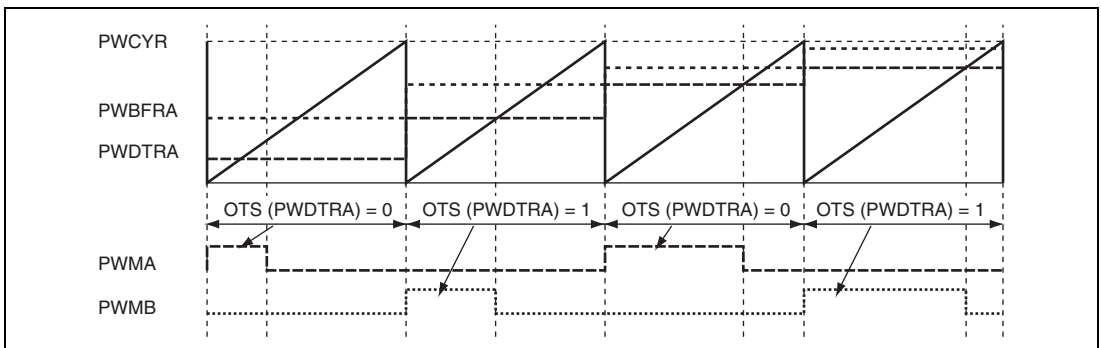 PWCYR
PWBFRA
PWDTRA
OTS (PWDTRA) = 0 OTS (PWDTRA) = 1 OTS (PWDTRA) = 0 OTS (PWDTRA) = 1
PWMA
PWMB